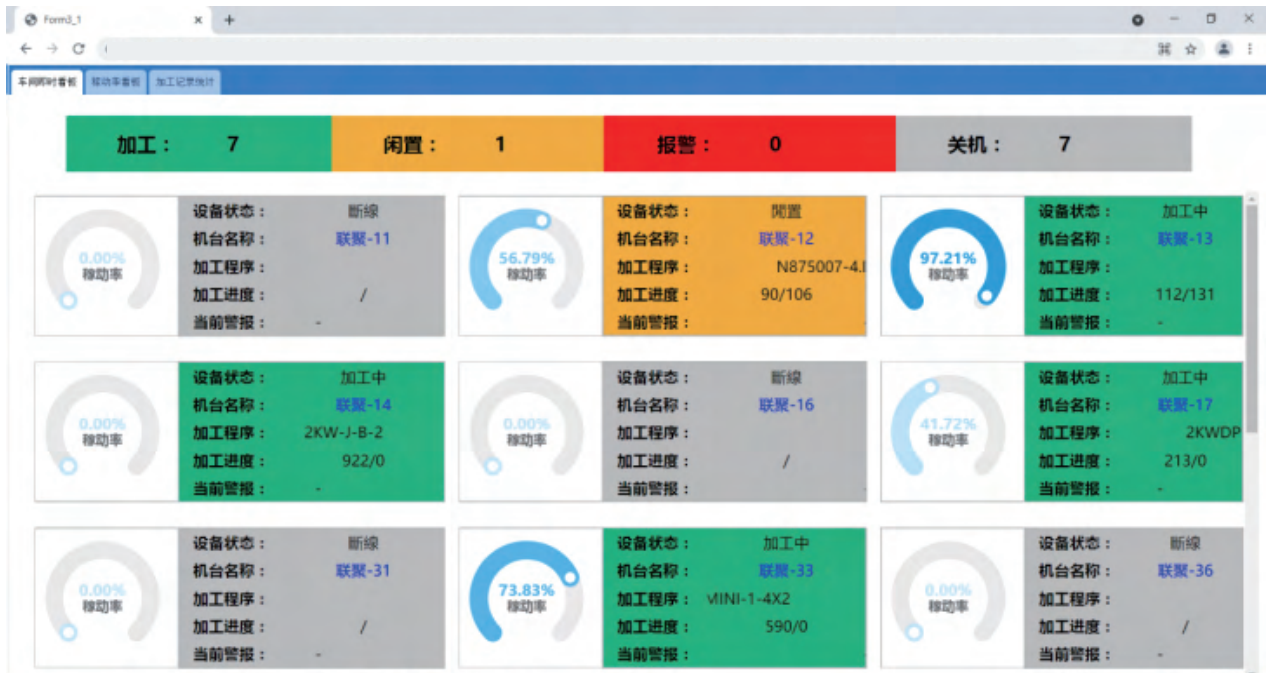 Form3_1
车间即时看板 稼动率看板 加工记录统计
加工： 7 闲置： 1 报警： 0 关机： 7
0.00%
稼动率
设备状态： 斷線
机台名称： 联聚-11
加工程序：
加工进度： /
当前警报： -
56.79%
稼动率
设备状态： 閒置
机台名称： 联聚-12
加工程序： N875007-4.
加工进度： 90/106
当前警报： -
97.21%
稼动率
设备状态： 加工中
机台名称： 联聚-13
加工程序：
加工进度： 112/131
当前警报： -
0.00%
稼动率
设备状态： 加工中
机台名称： 联聚-14
加工程序： 2KW-J-B-2
加工进度： 922/0
当前警报： -
0.00%
稼动率
设备状态： 斷線
机台名称： 联聚-16
加工程序：
加工进度： /
当前警报： -
41.72%
稼动率
设备状态： 加工中
机台名称： 联聚-17
加工程序： 2KWDP
加工进度： 213/0
当前警报： -
0.00%
稼动率
设备状态： 斷線
机台名称： 联聚-31
加工程序：
加工进度： /
当前警报： -
73.83%
稼动率
设备状态： 加工中
机台名称： 联聚-33
加工程序： MINI-1-4X2
加工进度： 590/0
当前警报： -
0.00%
稼动率
设备状态： 斷線
机台名称： 联聚-36
加工程序：
加工进度： /
当前警报： -